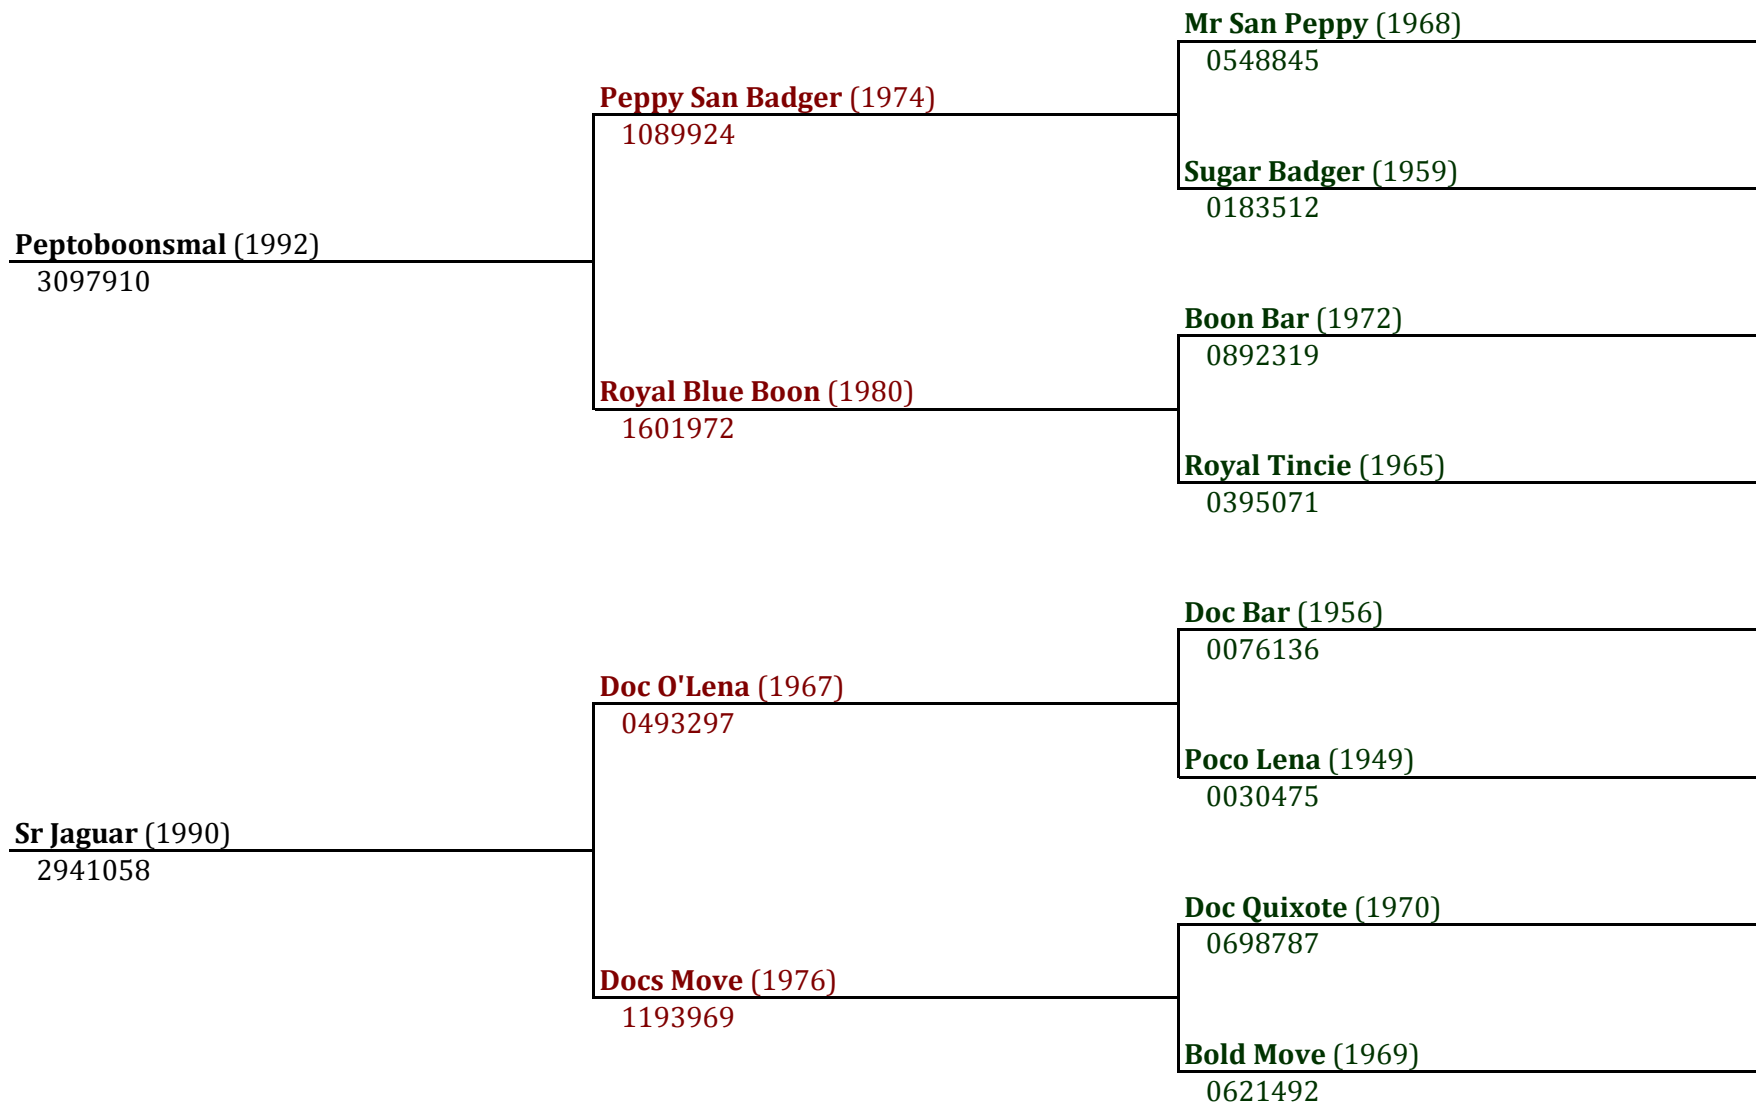 Mr San Peppy (1968)
0548845
Peppy San Badger (1974)
1089924
Sugar Badger (1959)
0183512
Peptoboonsmal (1992)
3097910
Boon Bar (1972)
0892319
Royal Blue Boon (1980)
1601972
Royal Tincie (1965)
0395071
Doc Bar (1956)
0076136
Doc O'Lena (1967)
0493297
Poco Lena (1949)
0030475
Sr Jaguar (1990)
2941058
Doc Quixote (1970)
0698787
Docs Move (1976)
1193969
Bold Move (1969)
0621492